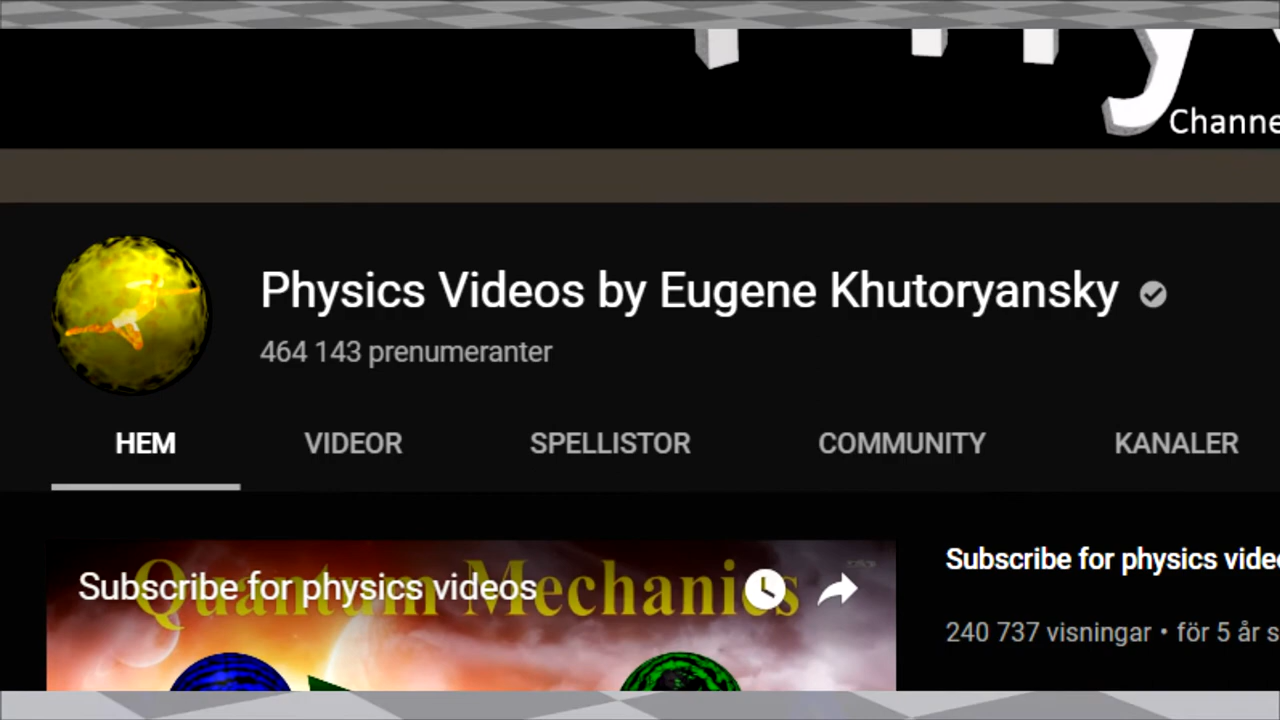 Physics Videos by Eugene Khutoryansky
464 143 prenumeranter
HEM VIDEOR SPELLISTOR COMMUNITY KANALER
Quantum Mechanics
Subscribe for physics videos
Subscribe for physics vide
240 737 visningar • för 5 år s